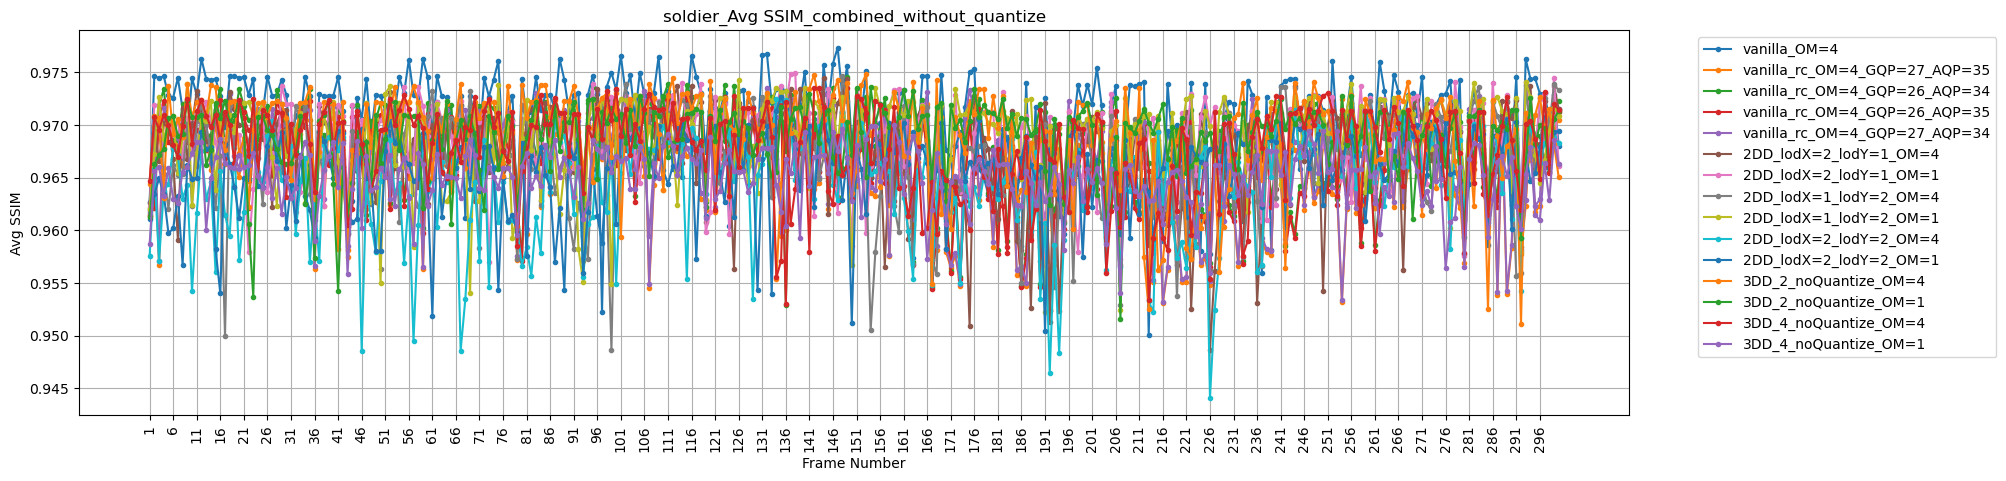 soldier_Avg SSIM_combined_without_quantize
Avg SSIM
0.975
0.970
0.965
0.960
0.955
0.950
0.945
1 6 11 16 21 26 31 36 41 46 51 56 61 66 71 76 81 86 91 96 101 106 111 116 121 126 131 136 141 146 151 156 161 166 171 176 181 186 191 196 201 206 211 216 221 226 231 236 241 246 251 256 261 266 271 276 281 286 291 296
Frame Number
vanilla_OM=4
vanilla_rc_OM=4_GQP=27_AQP=35
vanilla_rc_OM=4_GQP=26_AQP=34
vanilla_rc_OM=4_GQP=26_AQP=35
vanilla_rc_OM=4_GQP=27_AQP=34
2DD_lodX=2_lodY=1_OM=4
2DD_lodX=2_lodY=1_OM=1
2DD_lodX=1_lodY=2_OM=4
2DD_lodX=1_lodY=2_OM=1
2DD_lodX=2_lodY=2_OM=4
2DD_lodX=2_lodY=2_OM=1
3DD_2_noQuantize_OM=4
3DD_2_noQuantize_OM=1
3DD_4_noQuantize_OM=4
3DD_4_noQuantize_OM=1